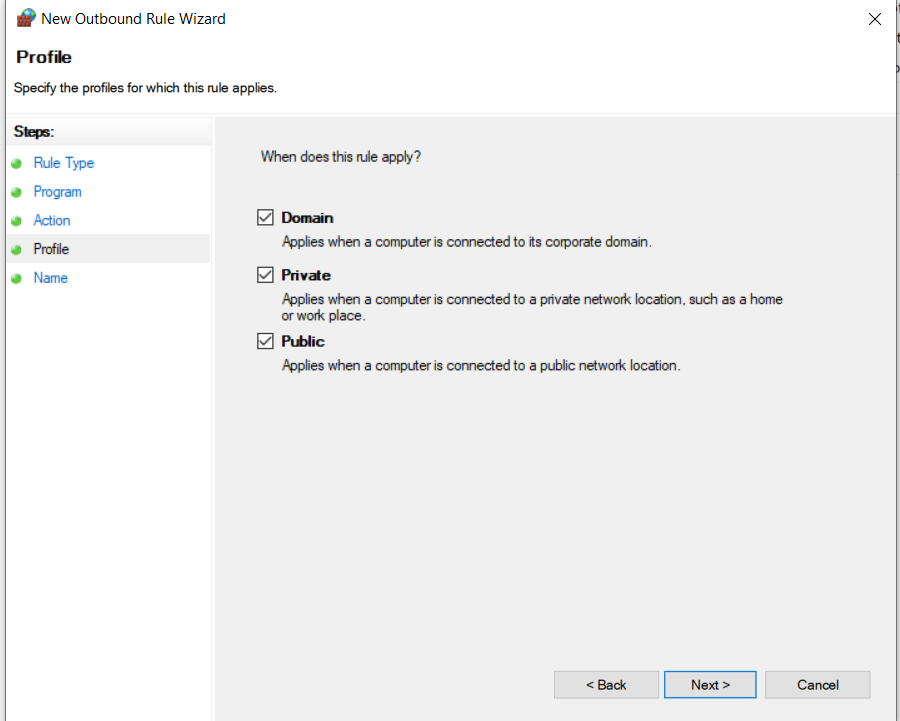 New Outbound Rule Wizard
Profile
Specify the profiles for which this rule applies.
Steps:
Rule Type
Program
Action
Profile
Name
When does this rule apply?
Domain
Applies when a computer is connected to its corporate domain.
Private
Applies when a computer is connected to a private network location, such as a home
or work place.
Public
Applies when a computer is connected to a public network location.
< Back
Next >
Cancel